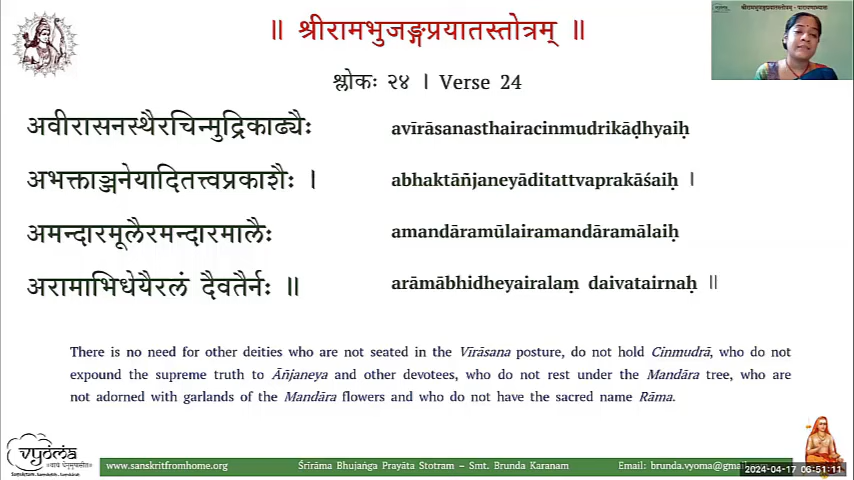 ॥ श्रीरामभुजङ्गप्रयातस्तोत्रम् ॥
श्लोकः २४ । Verse 24
अवीरासनस्थैरचिन्मुद्रिकाढ्यैः
avīrāsanasthairacinmudrikāḍhyaiḥ
अभक्ताञ्जनेयादितत्त्वप्रकाशैः ।
abhaktāñjaneyāditattvaprakāśaiḥ ।
अमन्दारमूलैरमन्दारमालैः
amandāramūlairamandāramālaiḥ
अरामाभिधेयैरलं दैवतैर्नः ॥
arāmābhidheyairalaṃ daivatairnaḥ ॥
There is no need for other deities who are not seated in the Vīrāsana posture, do not hold Cinmudrā, who do not
expound the supreme truth to Āñjaneya and other devotees, who do not rest under the Mandāra tree, who are
not adorned with garlands of the Mandāra flowers and who do not have the sacred name Rāma.
vyoma
www.sanskritfromhome.org
Śrīrāma Bhujaṅga Prayāta Stotram – Smt. Brunda Karanam
Email: brunda.vyoma@gmail
2024-04-17 06:51:11